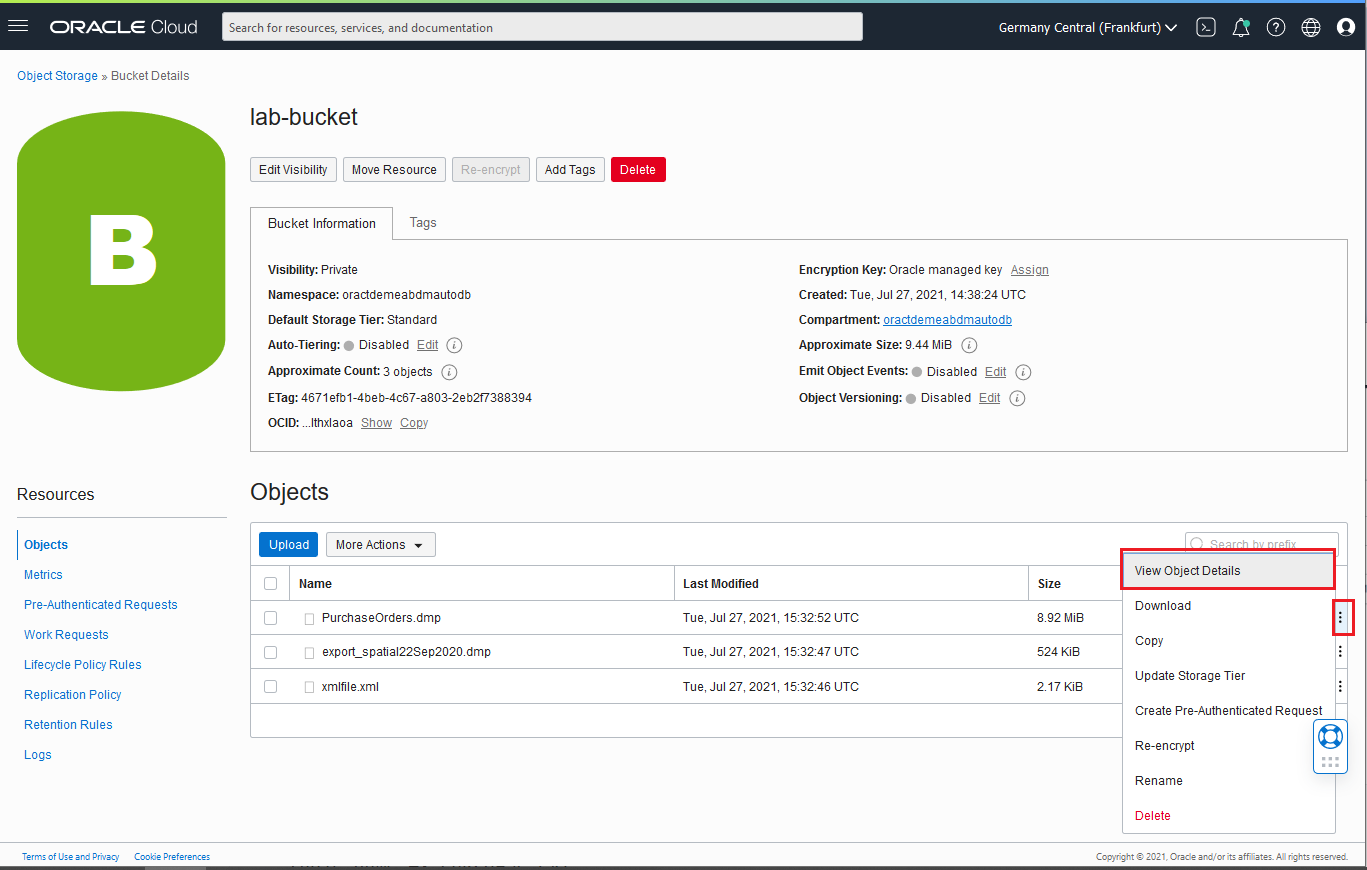 ORACLE Cloud
Search for resources, services, and documentation
Germany Central (Frankfurt)
Object Storage » Bucket Details
B
lab-bucket
Edit Visibility
Move Resource
Re-encrypt
Add Tags
Delete
Bucket Information
Tags
Visibility: Private
Namespace: oractdemeabdmautodb
Default Storage Tier: Standard
Auto-Tiering: Disabled Edit
Approximate Count: 3 objects
ETag: 4671efb1-4beb-4c67-a803-2eb2f7388394
OCID: ...lthxlaoa Show Copy
Encryption Key: Oracle managed key Assign
Created: Tue, Jul 27, 2021, 14:38:24 UTC
Compartment: oractdemeabdmautodb
Approximate Size: 9.44 MiB
Emit Object Events: Disabled Edit
Object Versioning: Disabled Edit
Resources
Objects
Metrics
Pre-Authenticated Requests
Work Requests
Lifecycle Policy Rules
Replication Policy
Retention Rules
Logs
Objects
Upload
More Actions
Search by prefix
Name Last Modified Size
PurchaseOrders.dmp Tue, Jul 27, 2021, 15:32:52 UTC 8.92 MiB
export_spatial22Sep2020.dmp Tue, Jul 27, 2021, 15:32:47 UTC 524 KiB
xmlfile.xml Tue, Jul 27, 2021, 15:32:46 UTC 2.17 KiB
View Object Details
Download
Copy
Update Storage Tier
Create Pre-Authenticated Request
Re-encrypt
Rename
Delete
Terms of Use and Privacy Cookie Preferences
Copyright © 2021, Oracle and/or its affiliates. All rights reserved.